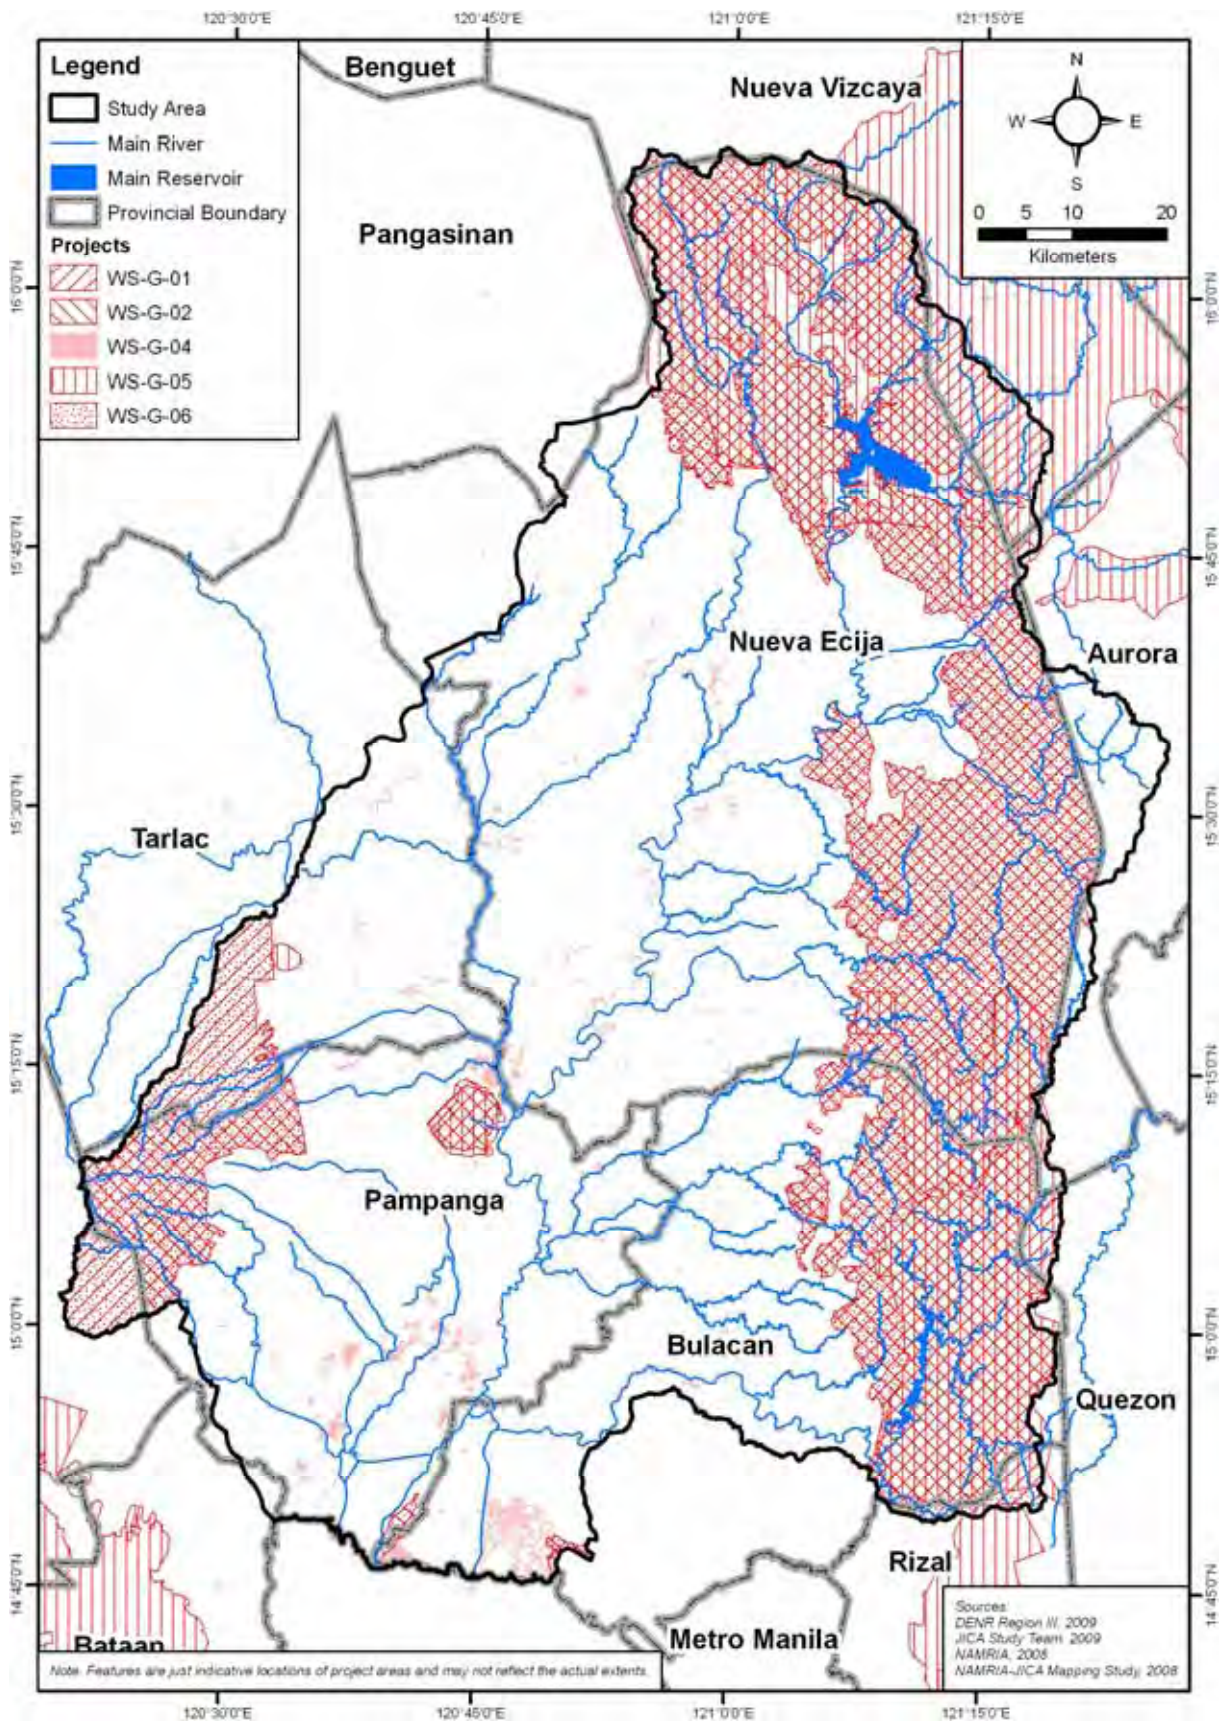 120°30'0"E 120°45'0"E 121°0'0"E 121°15'0"E
Legend
Study Area
Main River
Main Reservoir
Provincial Boundary
Projects
WS-G-01
WS-G-02
WS-G-04
WS-G-05
WS-G-06
Benguet
Nueva Vizcaya
N
W E
S
0 5 10 20
Kilometers
Pangasinan
16°0'0"N
16°0'0"N
15°45'0"N
15°45'0"N
Nueva Ecija
Aurora
15°30'0"N
15°30'0"N
Tarlac
15°15'0"N
15°15'0"N
Pampanga
15°0'0"N
15°0'0"N
Bulacan
Quezon
Rizal
14°45'0"N
14°45'0"N
Bataan
Metro Manila
Sources:
DENR Region III, 2009
JICA Study Team, 2009
NAMRIA, 2008
NAMRIA-JICA Mapping Study, 2008
Note: Features are just indicative locations of project areas and may not reflect the actual extents.
120°30'0"E 120°45'0"E 121°0'0"E 121°15'0"E